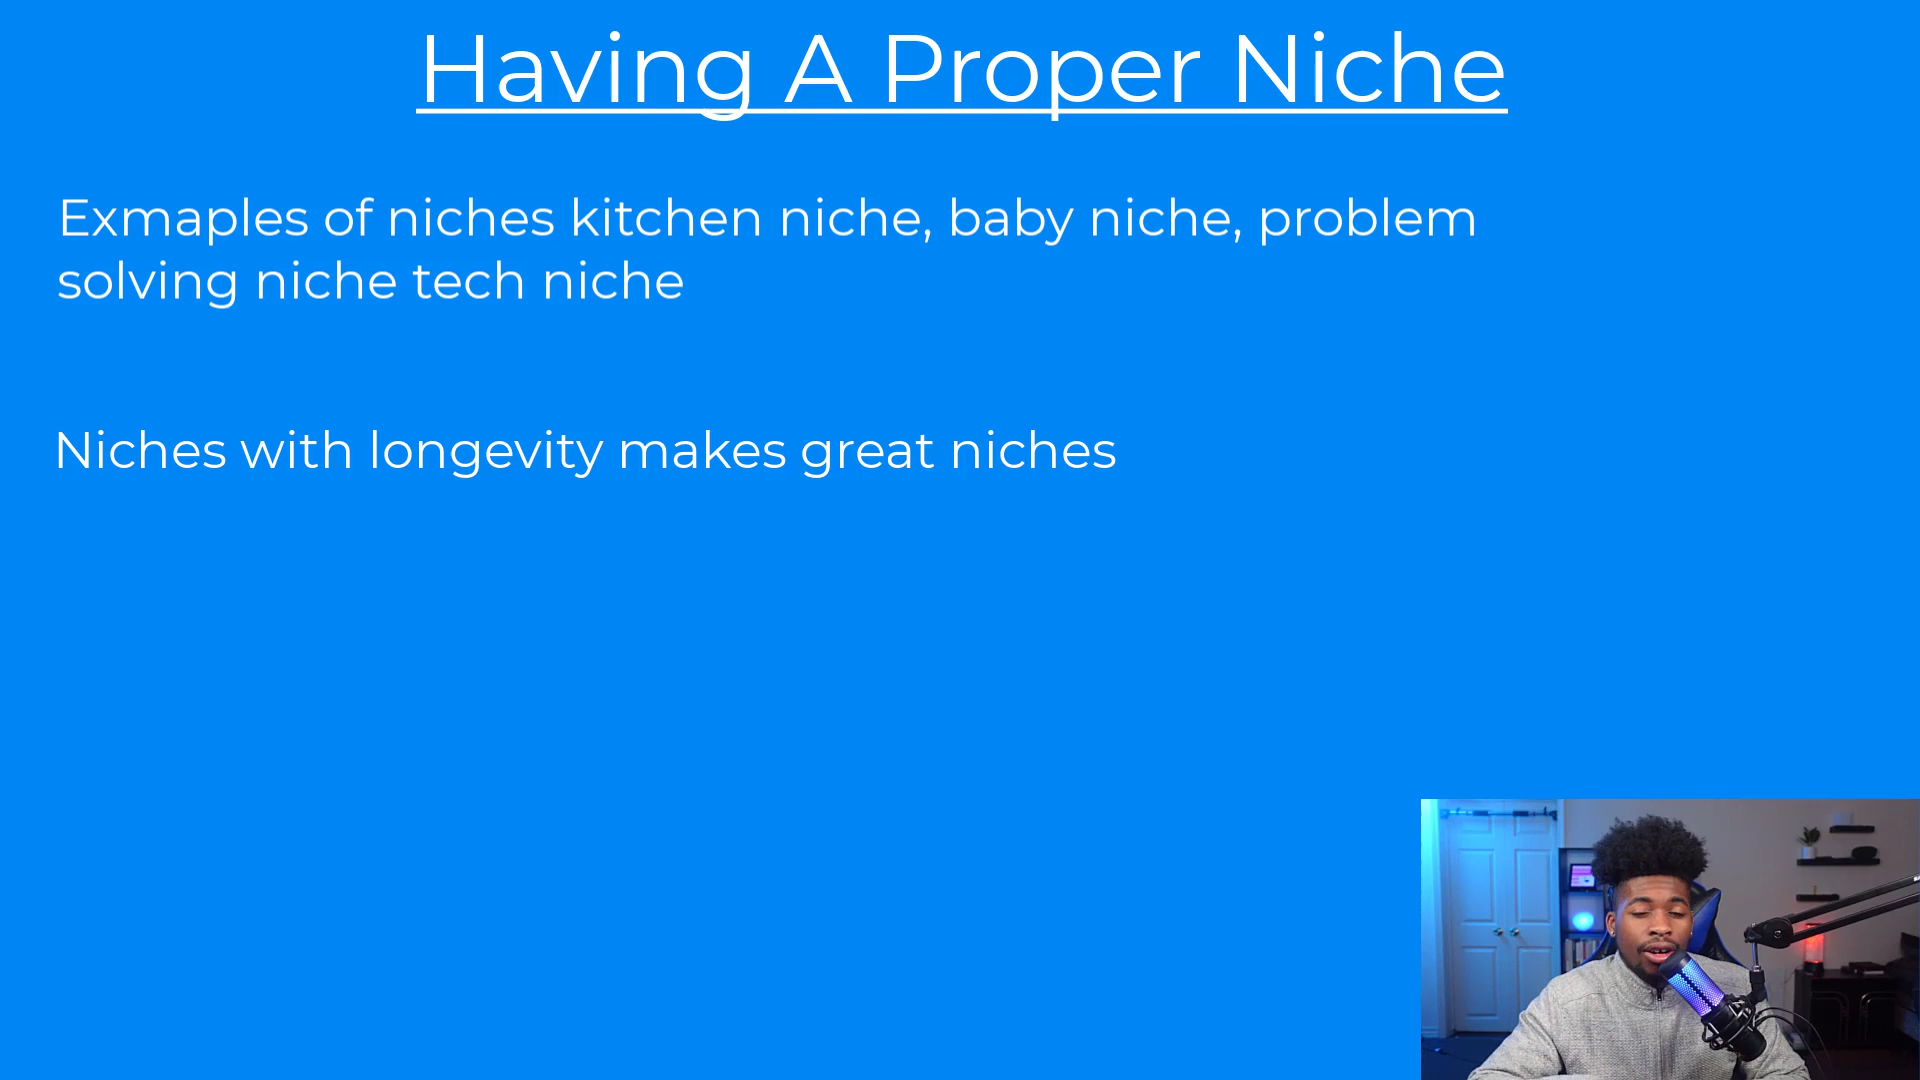 Having A Proper Niche
Exmaples of niches kitchen niche, baby niche, problem
solving niche tech niche
Niches with longevity makes great niches